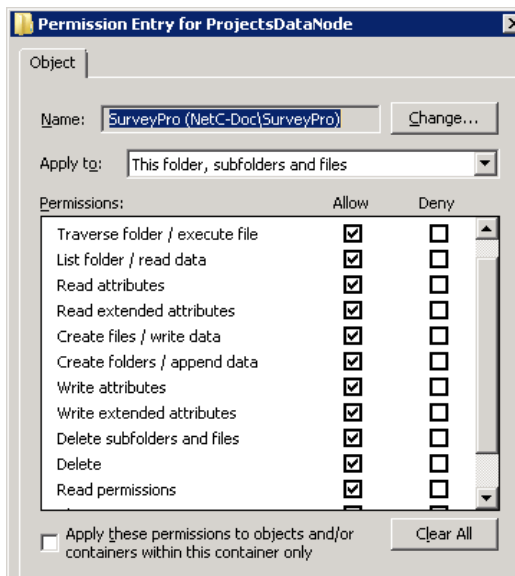 Permission Entry for ProjectsDataNode
Object
Name: SurveyPro (NetC-Doc\SurveyPro) Change...
Apply to: This folder, subfolders and files
Permissions: Allow Deny
Traverse folder / execute file
List folder / read data
Read attributes
Read extended attributes
Create files / write data
Create folders / append data
Write attributes
Write extended attributes
Delete subfolders and files
Delete
Read permissions
Apply these permissions to objects and/or
containers within this container only
Clear All